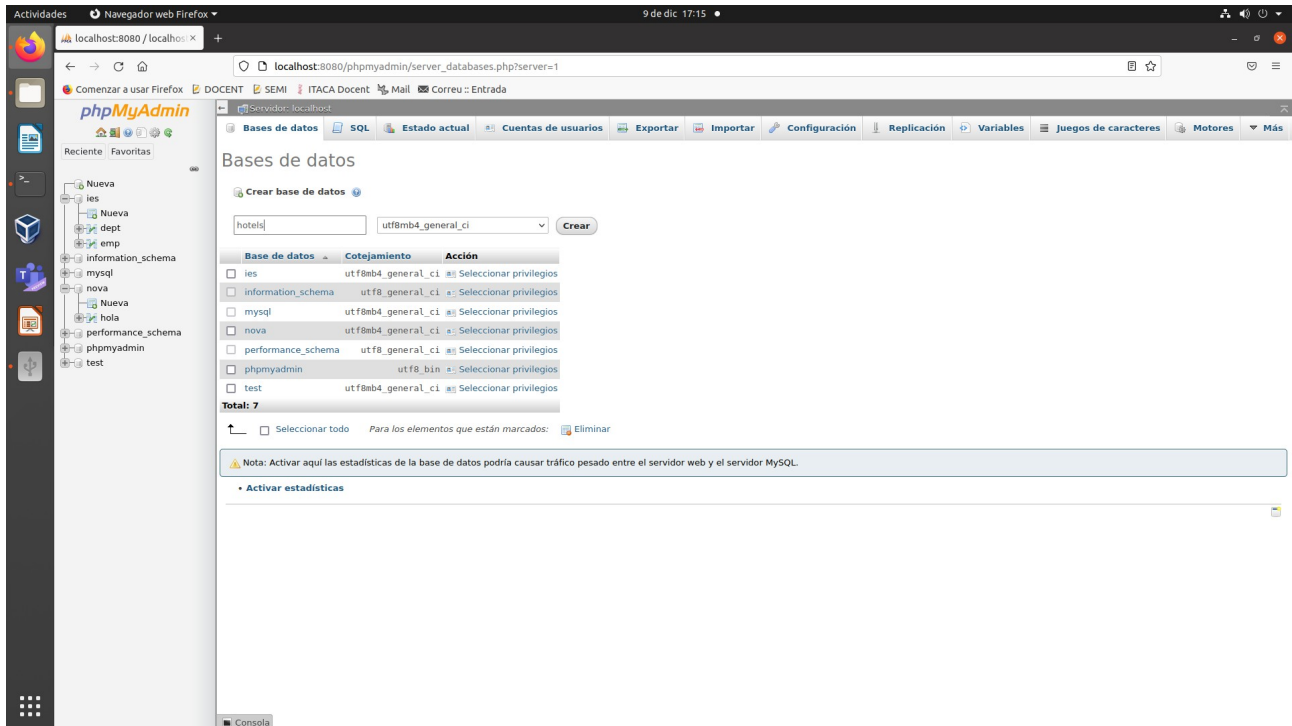 Actividades Navegador web Firefox 9 de dic 17:15
localhost:8080 / localhos
localhost:8080/phpmyadmin/server_databases.php?server=1
Comenzar a usar Firefox DOCENT SEMI ITACA Docent Mail Correu :: Entrada
phpMyAdmin
Reciente Favoritas
Nueva
ies
Nueva
dept
emp
information_schema
mysql
nova
Nueva
hola
performance_schema
phpmyadmin
test
Servidor: localhost
Bases de datos SQL Estado actual Cuentas de usuarios Exportar Importar Configuración Replicación Variables Juegos de caracteres Motores Más
Bases de datos
Crear base de datos
hotels utf8mb4_general_ci Crear
Base de datos Cotejamiento Acción
ies utf8mb4_general_ci Seleccionar privilegios
information_schema utf8_general_ci Seleccionar privilegios
mysql utf8mb4_general_ci Seleccionar privilegios
nova utf8mb4_general_ci Seleccionar privilegios
performance_schema utf8_general_ci Seleccionar privilegios
phpmyadmin utf8_bin Seleccionar privilegios
test utf8mb4_general_ci Seleccionar privilegios
Total: 7
Seleccionar todo Para los elementos que están marcados: Eliminar
Nota: Activar aquí las estadísticas de la base de datos podría causar tráfico pesado entre el servidor web y el servidor MySQL.
• Activar estadísticas
Consola